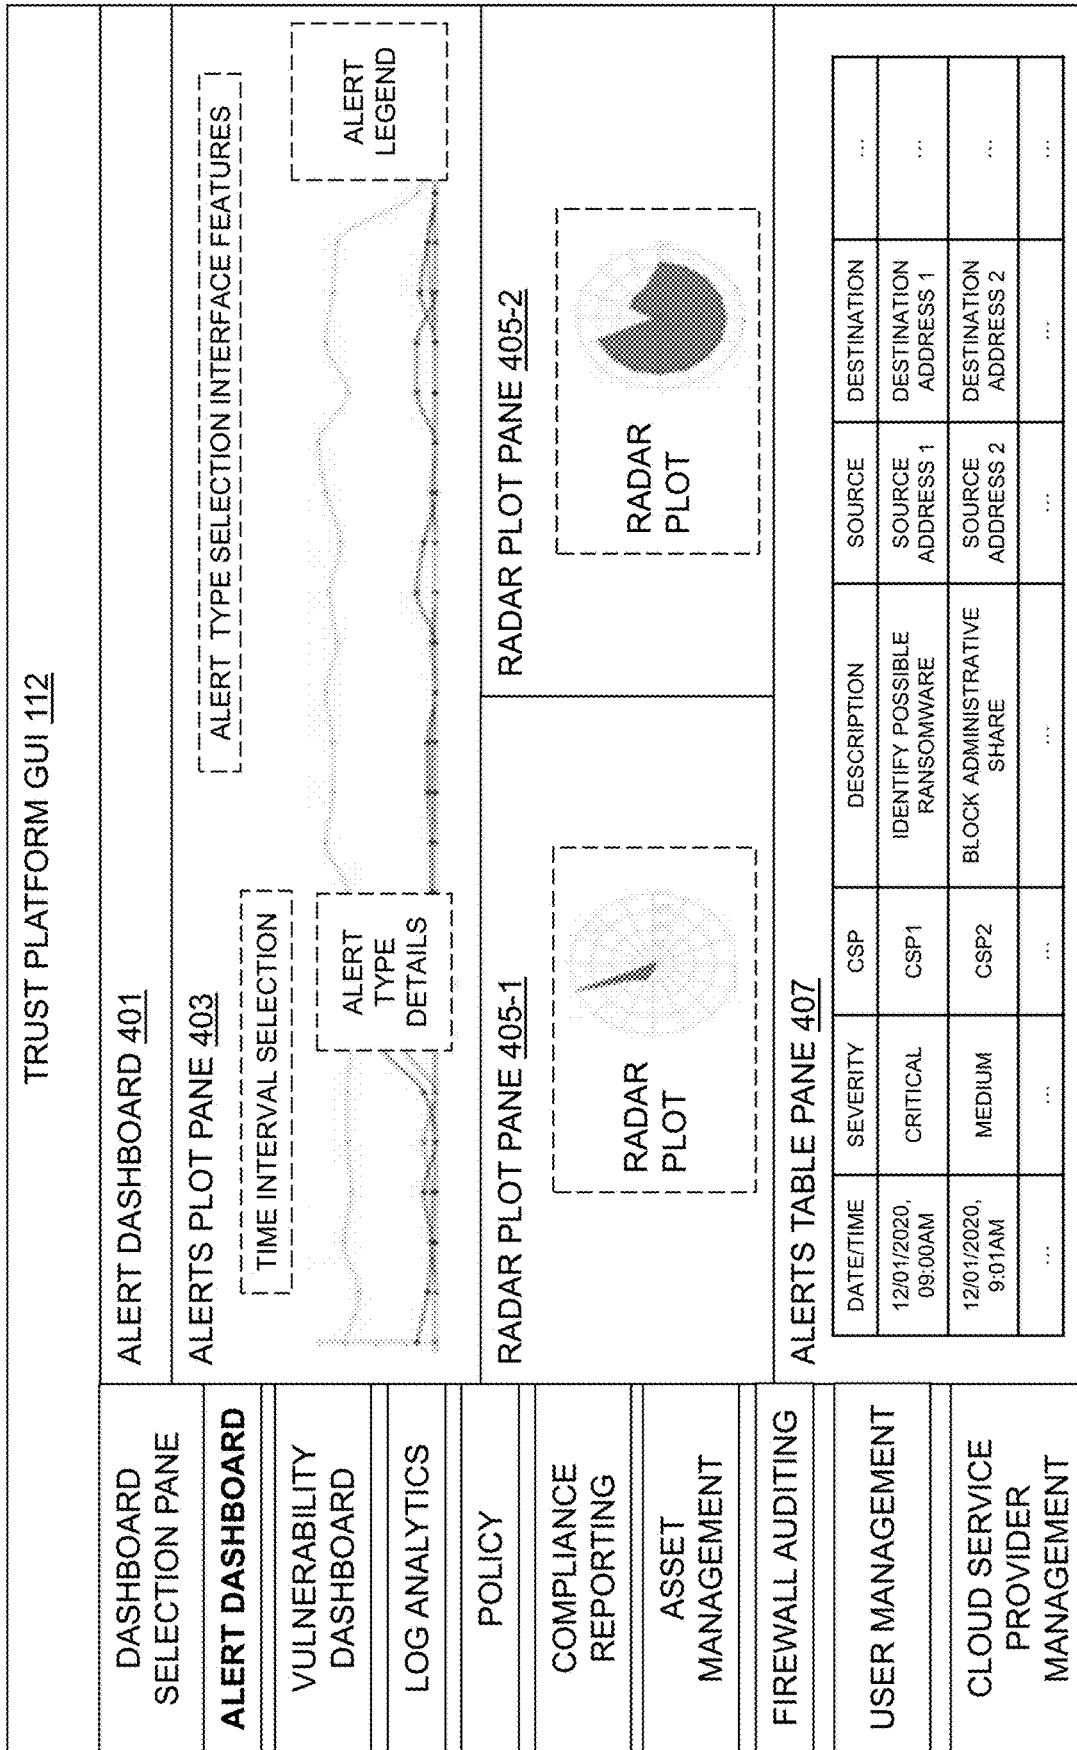 TRUST PLATFORM GUI 112
DASHBOARD
SELECTION PANE
ALERT DASHBOARD
VULNERABILITY
DASHBOARD
LOG ANALYTICS
POLICY
COMPLIANCE
REPORTING
ASSET
MANAGEMENT
FIREWALL AUDITING
USER MANAGEMENT
CLOUD SERVICE
PROVIDER
MANAGEMENT
ALERT DASHBOARD 401
ALERTS PLOT PANE 403
TIME INTERVAL SELECTION
ALERT TYPE SELECTION INTERFACE FEATURES
ALERT
TYPE
DETAILS
ALERT
LEGEND
RADAR PLOT PANE 405-1
RADAR
PLOT
RADAR PLOT PANE 405-2
RADAR
PLOT
ALERTS TABLE PANE 407
DATE/TIME SEVERITY CSP DESCRIPTION SOURCE DESTINATION ...
12/01/2020, CRITICAL CSP1 IDENTIFY POSSIBLE SOURCE DESTINATION ...
09:00AM RANSOMWARE ADDRESS 1 ADDRESS 1
12/01/2020, MEDIUM CSP2 BLOCK ADMINISTRATIVE SOURCE DESTINATION ...
9:01AM SHARE ADDRESS 2 ADDRESS 2
... ... ... ... ... ... ...